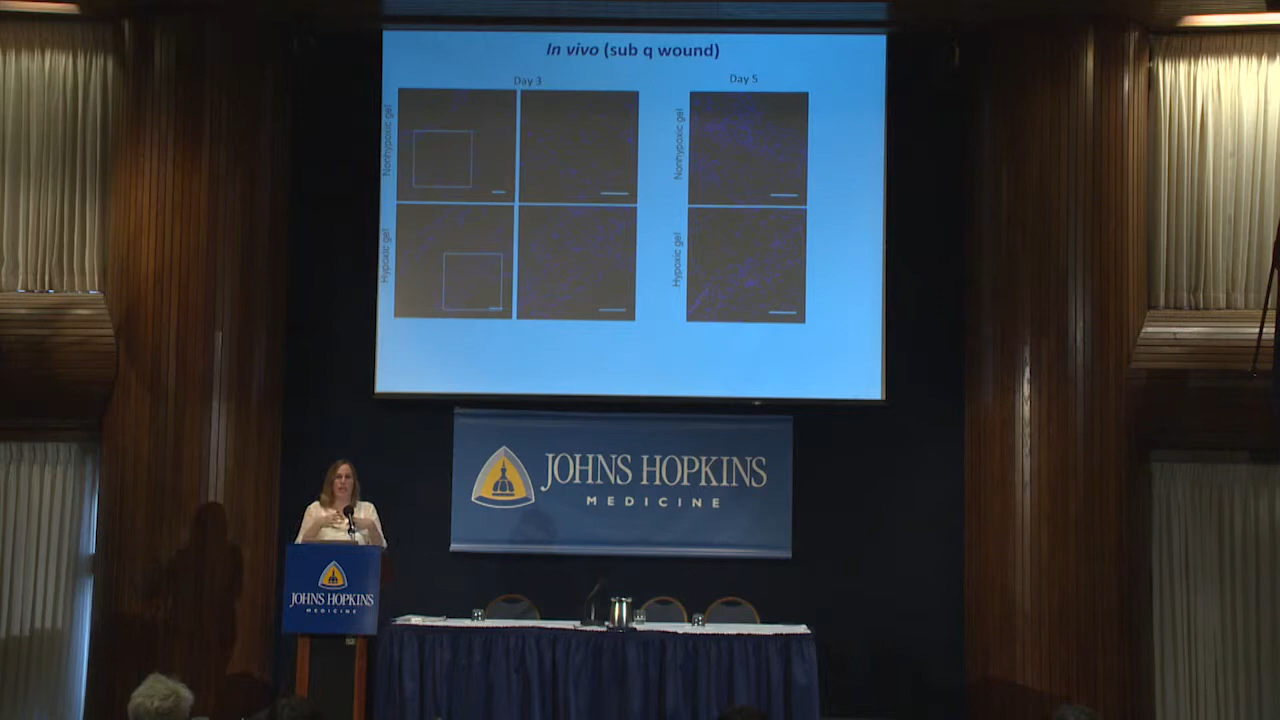 In vivo (sub q wound)
Day 3
Day 5
Nonhypoxic gel
Nonhypoxic gel
Hypoxic gel
Hypoxic gel
JOHNS HOPKINS
MEDICINE
JOHNS HOPKINS
MEDICINE